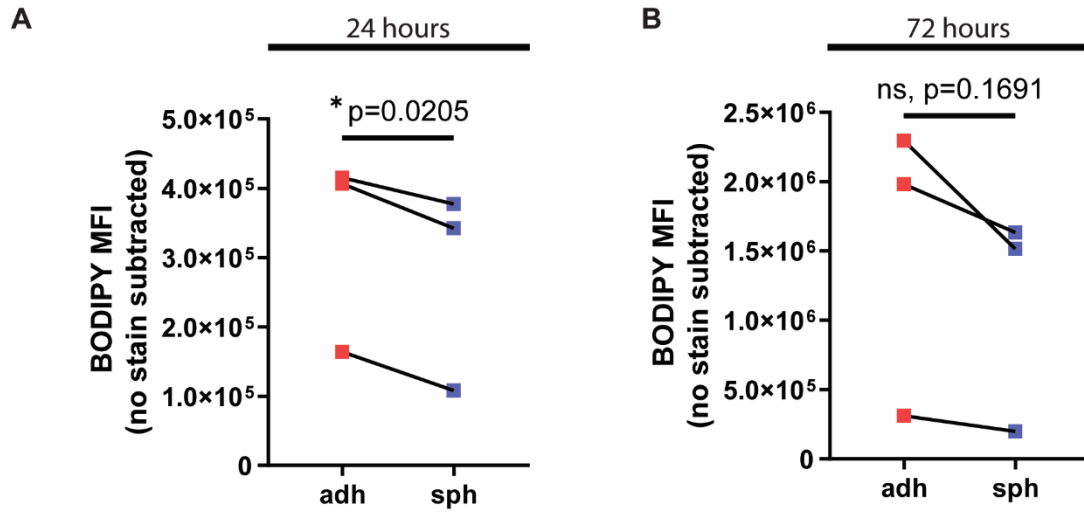 A
24 hours
* p=0.0205
BODIPY MFI
(no stain subtracted)
5.0×10⁵
4.0×10⁵
3.0×10⁵
2.0×10⁵
1.0×10⁵
0
adh sph
B
72 hours
ns, p=0.1691
BODIPY MFI
(no stain subtracted)
2.5×10⁶
2.0×10⁶
1.5×10⁶
1.0×10⁶
5.0×10⁵
0
adh sph